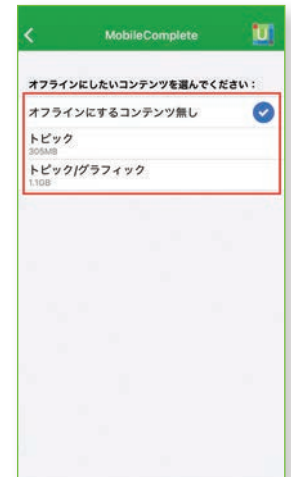 MobileComplete
オフラインにしたいコンテンツを選んでください：
オフラインにするコンテンツ無し
トピック
305MB
トピック/グラフィック
1.1GB